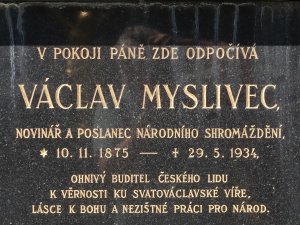 V POKOJI PÁNĚ ZDE ODPOČÍVÁ
VÁCLAV MYSLIVEC,
NOVINÁŘ A POSLANEC NÁRODNÍHO SHROMÁŽDĚNÍ,
* 10. 11. 1875 — † 29. 5. 1934,
OHNIVÝ BUDITEL ČESKÉHO LIDU
K VĚRNOSTI KU SVATOVÁCLAVSKÉ VÍŘE,
LÁSCE K BOHU A NEZIŠTNÉ PRÁCI PRO NÁROD.